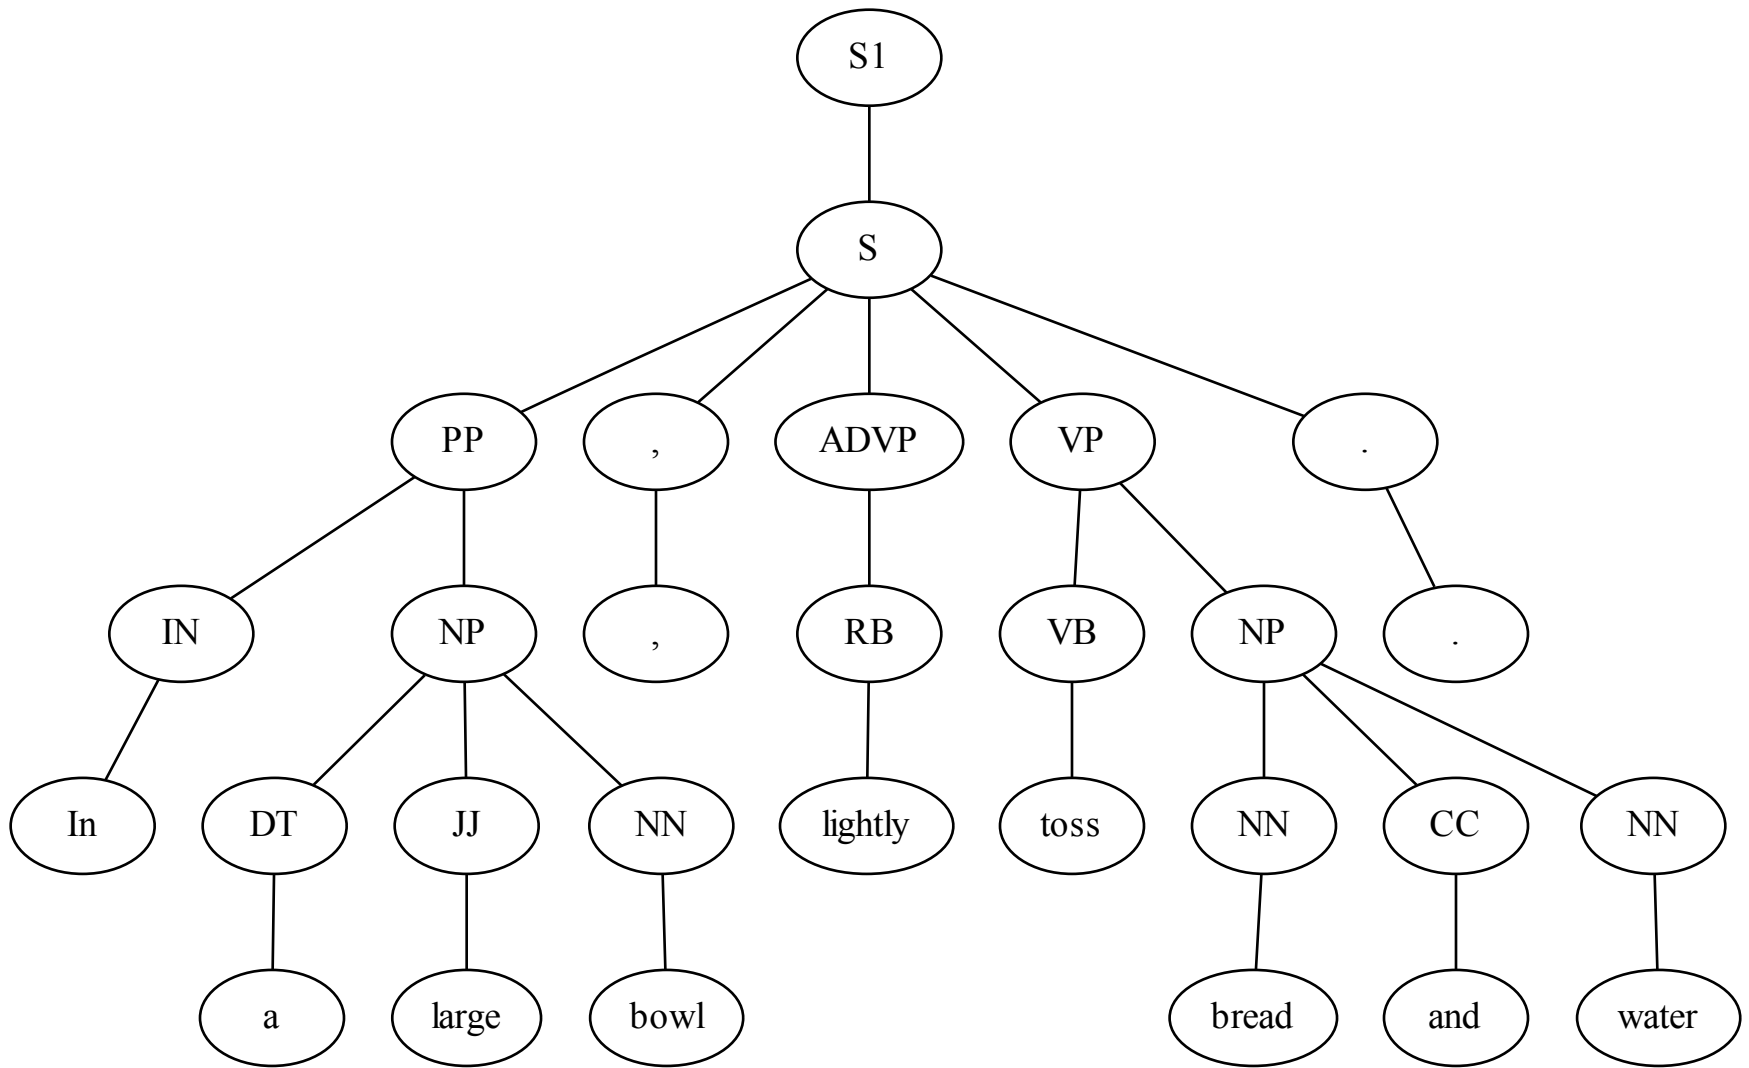 S1
S
PP , ADVP VP .
IN NP , RB VB NP .
In DT JJ NN lightly toss NN CC NN
a large bowl bread and water